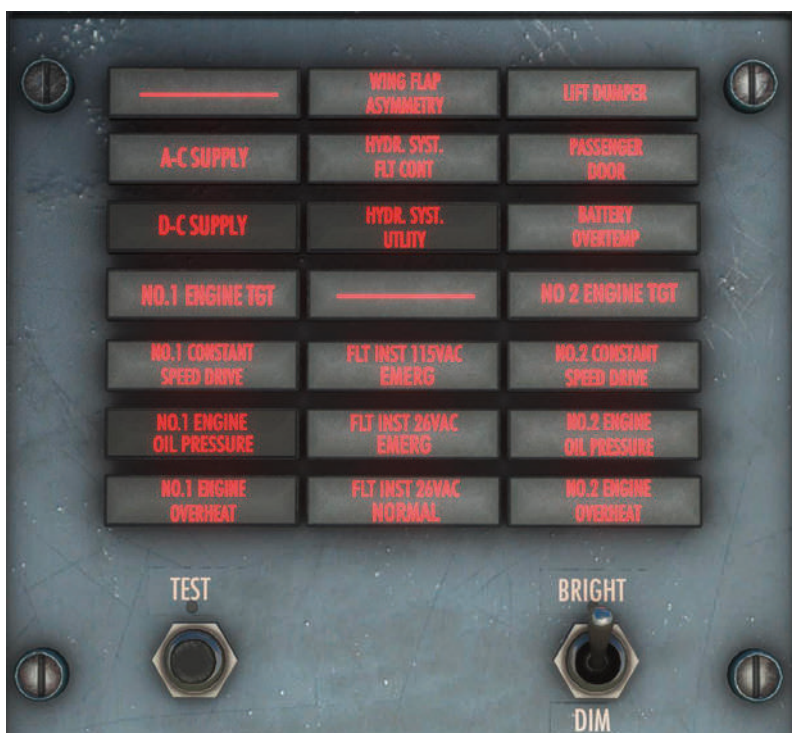 WING FLAP
ASYMMETRY
LIFT DUMPER
A-C SUPPLY
HYDR. SYST.
FLT CONT
PASSENGER
DOOR
D-C SUPPLY
HYDR. SYST.
UTLITY
BATTERY
OVERTEMP
NO.1 ENGINE TGT
NO 2 ENGINE TGT
NO.1 CONSTANT
SPEED DRIVE
FLT INST 115VAC
EMERG
NO.2 CONSTANT
SPEED DRIVE
NO.1 ENGINE
OIL PRESSURE
FLT INST 26VAC
EMERG
NO.2 ENGINE
OIL PRESSURE
NO.1 ENGINE
OVERHEAT
FLT INST 26VAC
NORMAL
NO.2 ENGINE
OVERHEAT
TEST
BRIGHT
DIM